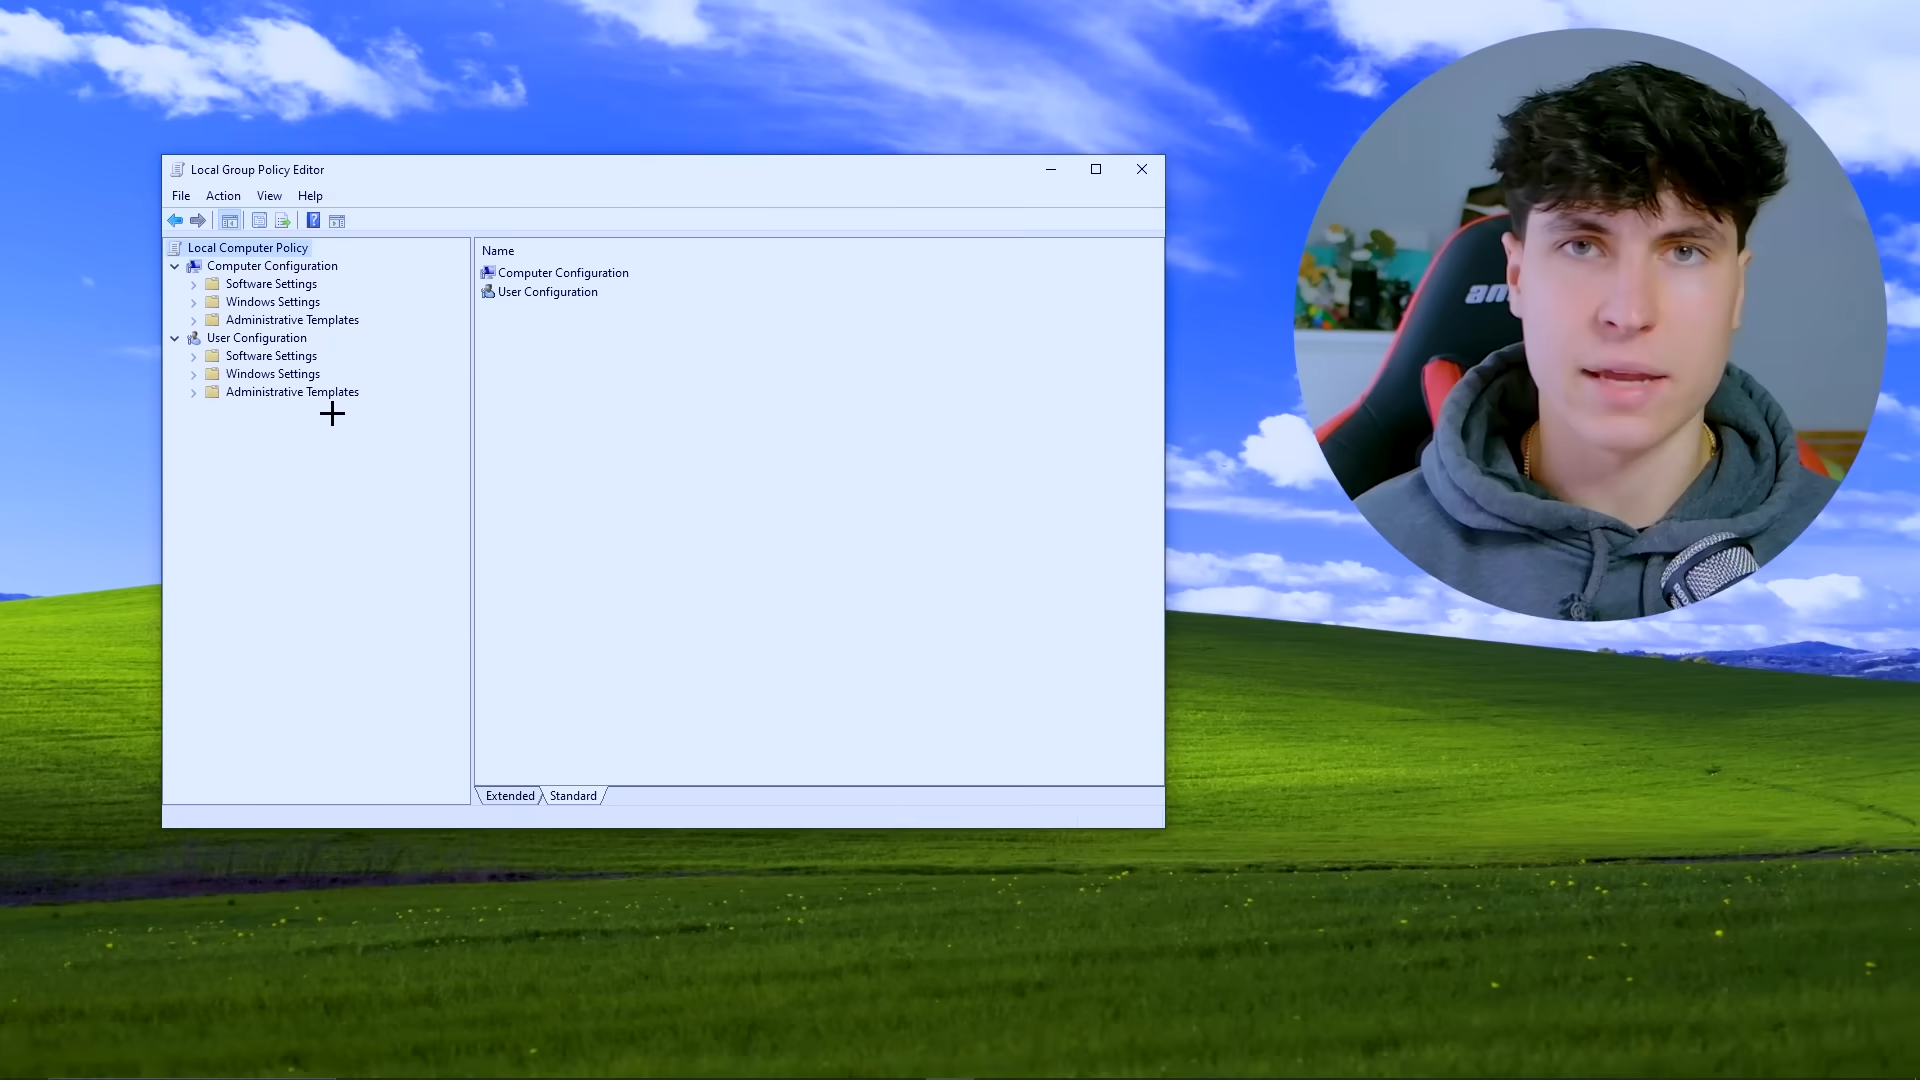 Local Group Policy Editor
File Action View Help
Local Computer Policy
Computer Configuration
Software Settings
Windows Settings
Administrative Templates
User Configuration
Software Settings
Windows Settings
Administrative Templates
Name
Computer Configuration
User Configuration
Extended Standard
an